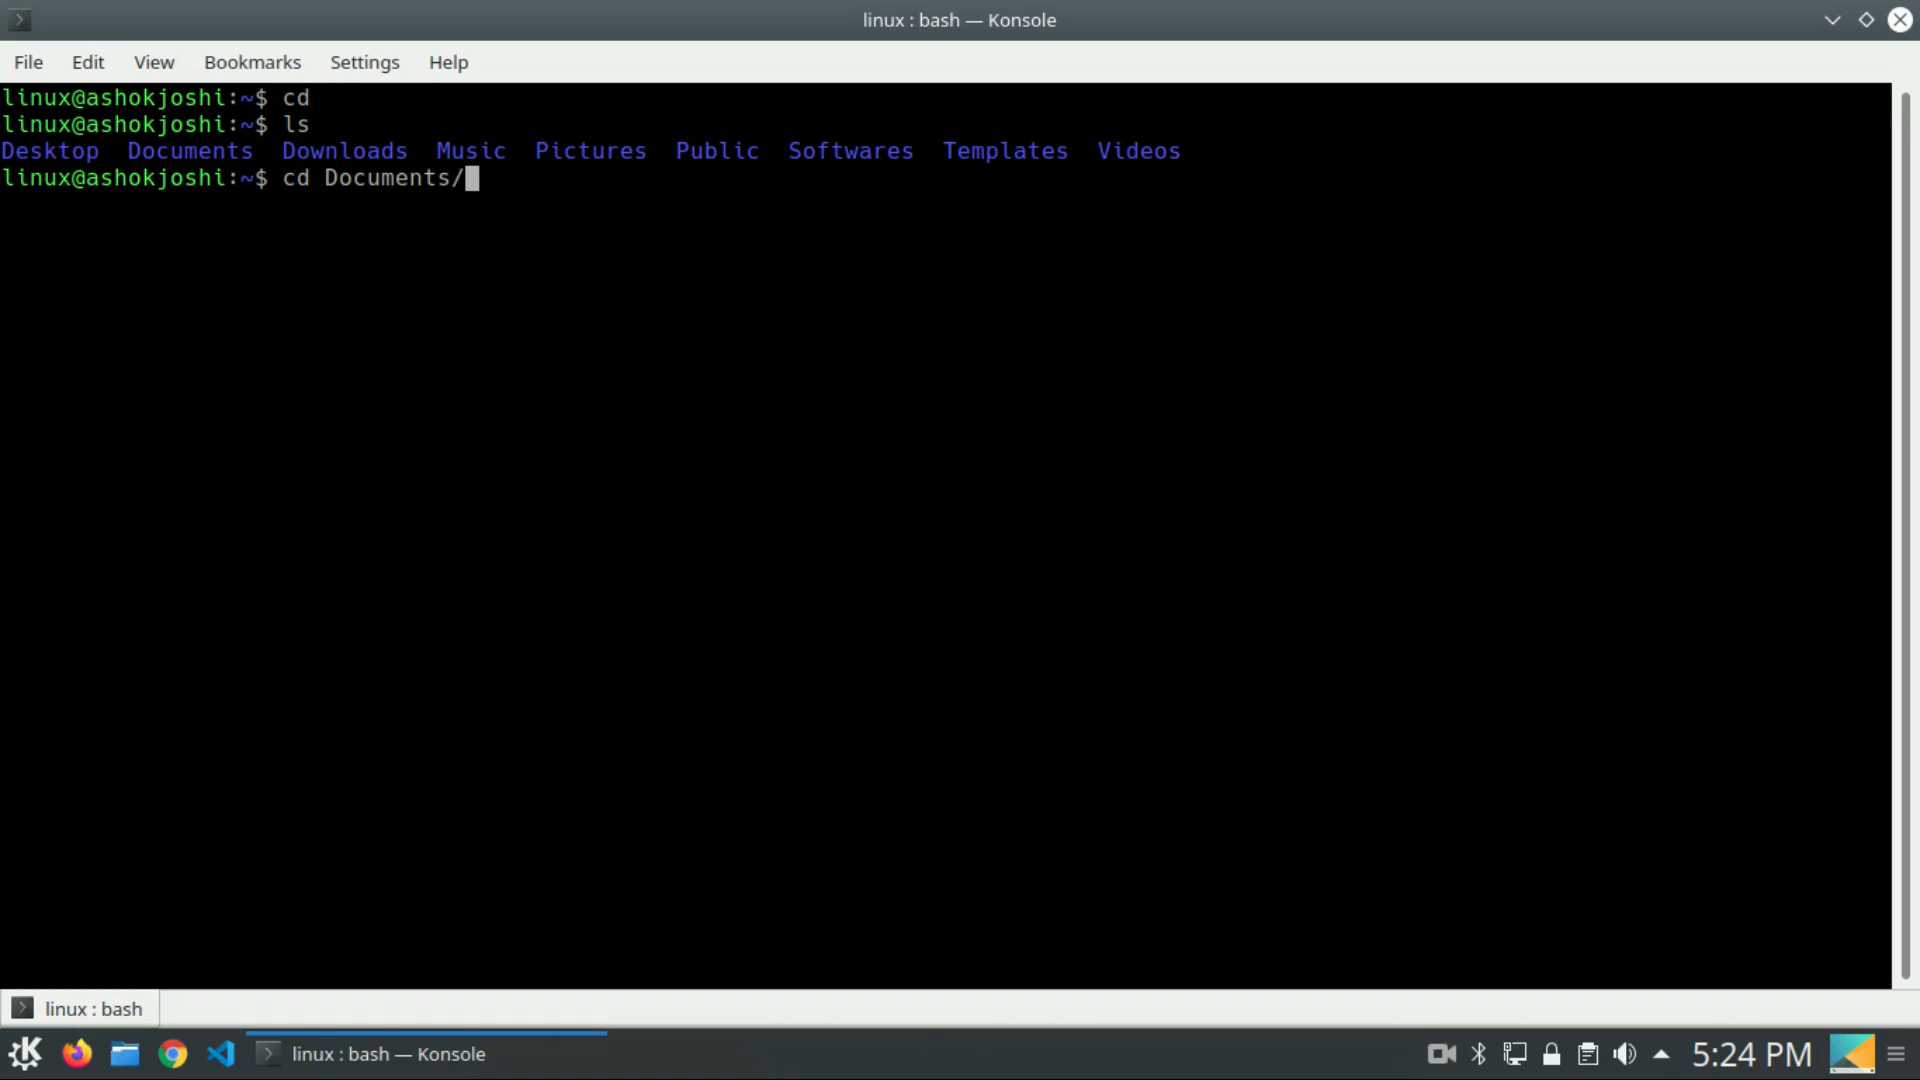 linux : bash — Konsole
File Edit View Bookmarks Settings Help
linux@ashokjoshi:~$ cd
linux@ashokjoshi:~$ ls
Desktop Documents Downloads Music Pictures Public Softwares Templates Videos
linux@ashokjoshi:~$ cd Documents/
linux : bash
linux : bash — Konsole 5:24 PM